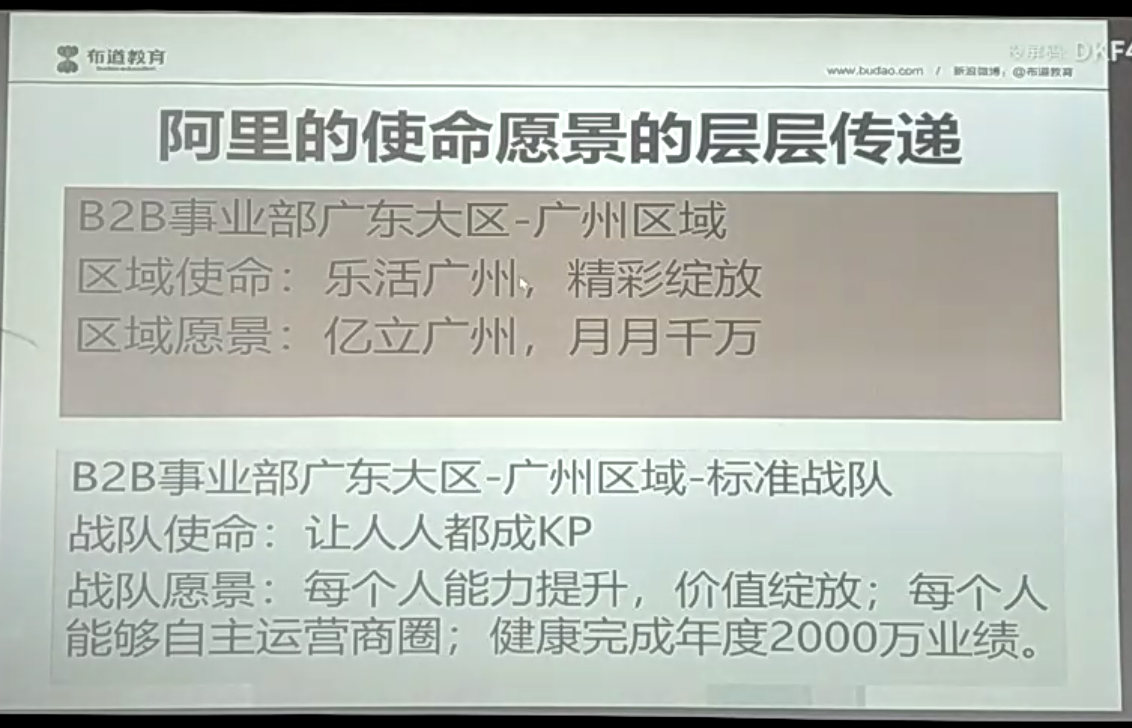 布道教育
投屏码: DKF4
www.budao.com / 新浪微博：@布道教育
阿里的使命愿景的层层传递
B2B事业部广东大区-广州区域
区域使命：乐活广州，精彩绽放
区域愿景：亿立广州，月月千万
B2B事业部广东大区-广州区域-标准战队
战队使命：让人人都成KP
战队愿景：每个人能力提升，价值绽放；每个人
能够自主运营商圈；健康完成年度2000万业绩。